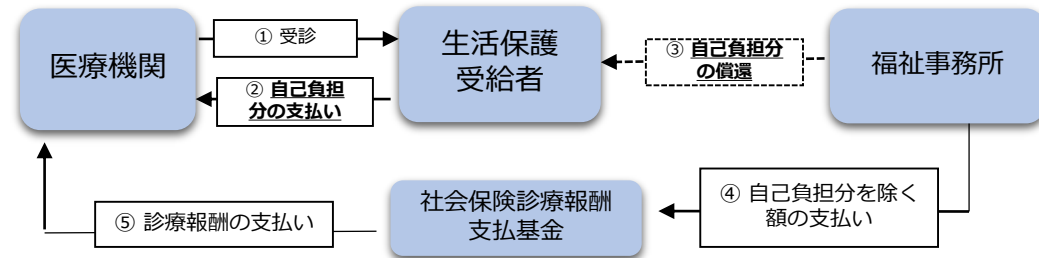 医療機関
① 受診
② 自己負担
分の支払い
生活保護
受給者
③ 自己負担分
の償還
福祉事務所
④ 自己負担分を除く
額の支払い
社会保険診療報酬
支払基金
⑤ 診療報酬の支払い